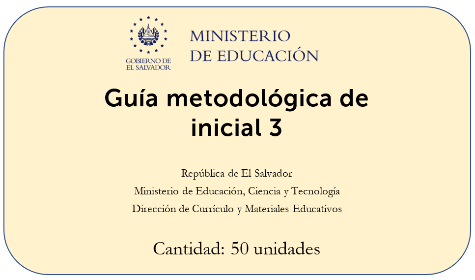 GOBIERNO DE
EL SALVADOR
MINISTERIO
DE EDUCACIÓN
Guía metodológica de
inicial 3
República de El Salvador
Ministerio de Educación, Ciencia y Tecnología
Dirección de Currículo y Materiales Educativos
Cantidad: 50 unidades